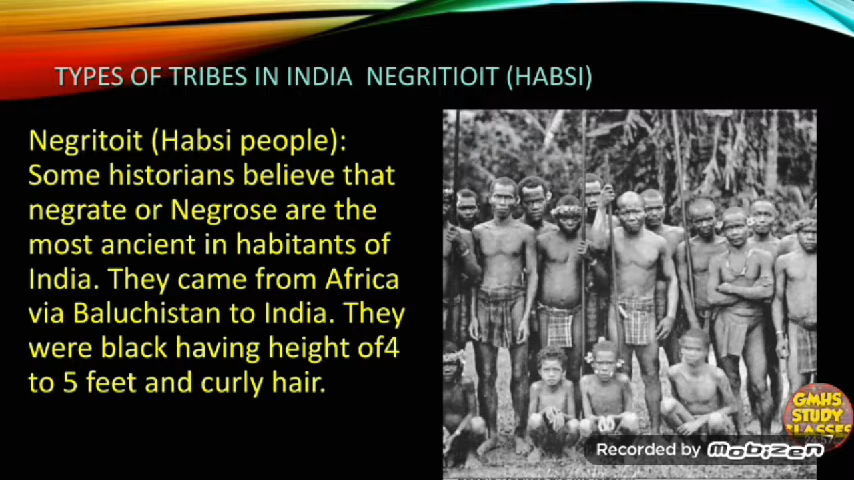 TYPES OF TRIBES IN INDIA NEGRITIOIT (HABSI)
Negritoit (Habsi people):
Some historians believe that
negrate or Negrose are the
most ancient in habitants of
India. They came from Africa
via Baluchistan to India. They
were black having height of4
to 5 feet and curly hair.
GMHS
STUDY
CLASSES
Recorded by Mobizen